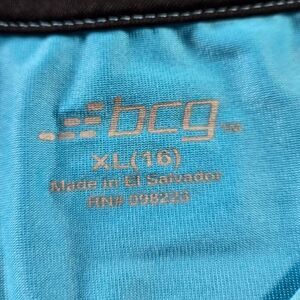 bcg
XL(16)
Made in El Salvador
RN# 098223